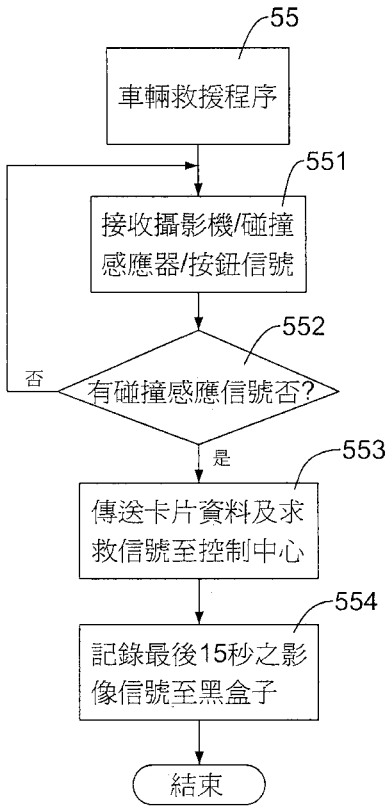 55
車輛救援程序
551
接收攝影機/碰撞
感應器/按鈕信號
552
有碰撞感應信號否?
否
是
553
傳送卡片資料及求
救信號至控制中心
554
記錄最後15秒之影
像信號至黑盒子
結束